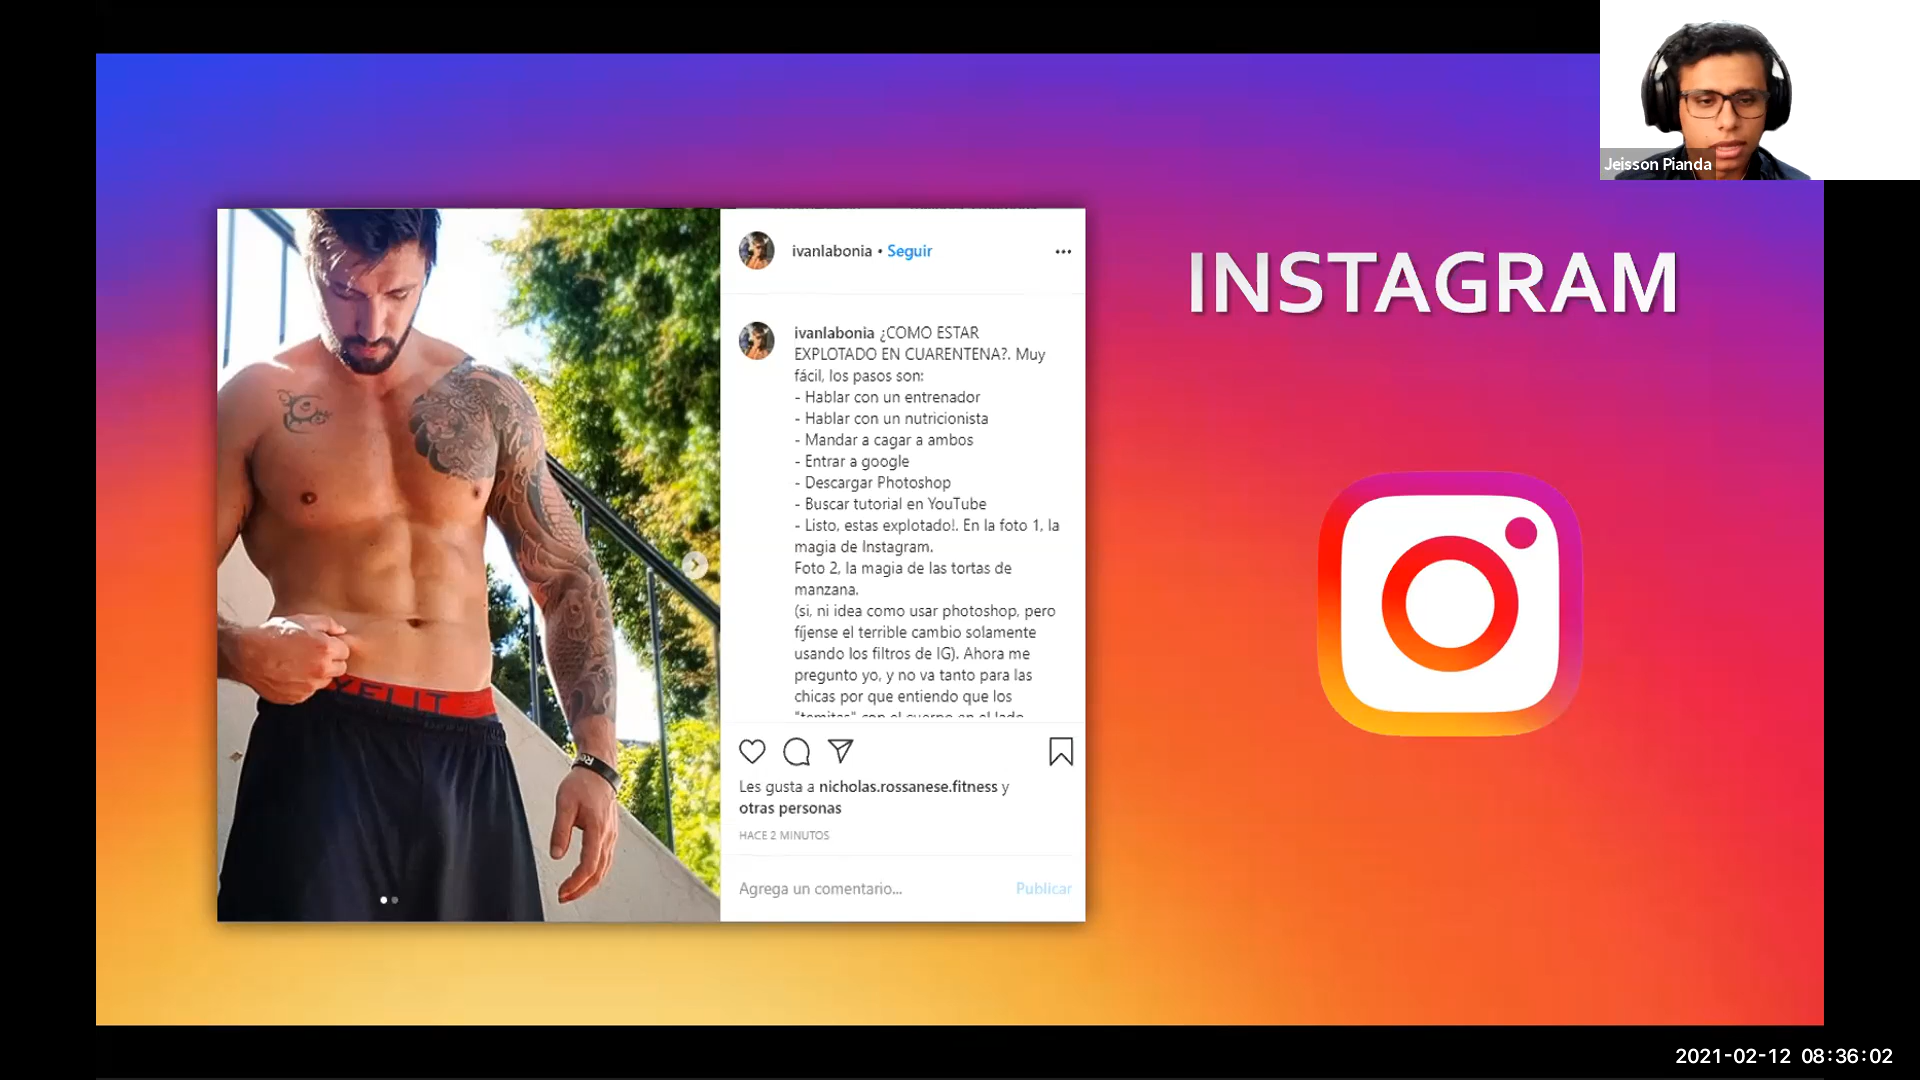 Jeisson Pianda
INSTAGRAM
ivanlabonia • Seguir
ivanlabonia ¿COMO ESTAR
EXPLOTADO EN CUARENTENA?. Muy
fácil, los pasos son:
- Hablar con un entrenador
- Hablar con un nutricionista
- Mandar a cagar a ambos
- Entrar a google
- Descargar Photoshop
- Buscar tutorial en YouTube
- Listo, estas explotado!. En la foto 1, la
magia de Instagram.
Foto 2, la magia de las tortas de
manzana.
(si, ni idea como usar photoshop, pero
fíjense el terrible cambio solamente
usando los filtros de IG). Ahora me
pregunto yo, y no va tanto para las
chicas por que entiendo que los
Les gusta a nicholas.rossanese.fitness y
otras personas
HACE 2 MINUTOS
Agrega un comentario... Publicar
2021-02-12 08:36:02